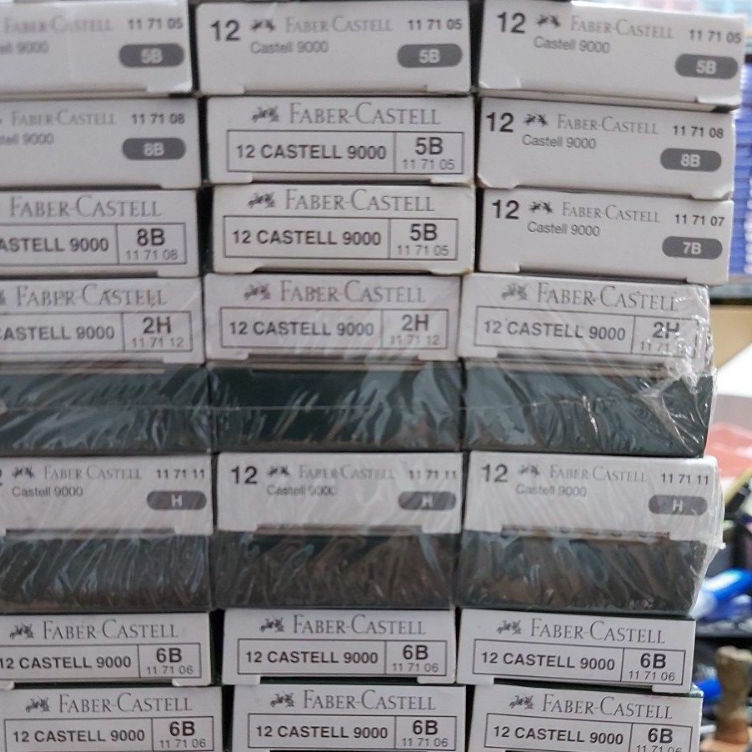 FABER-CASTELL 11 71 05
ell 9000
5B
12 FABER-CASTELL 11 71 05
Castell 9000
5B
12 FABER-CASTELL 11 71 05
Castell 9000
5B
FABER-CASTELL 11 71 08
tell 9000
8B
FABER-CASTELL
12 CASTELL 9000 5B
11 71 05
12 FABER-CASTELL 11 71 08
Castell 9000
8B
FABER-CASTELL
ASTELL 9000 8B
11 71 08
FABER-CASTELL
12 CASTELL 9000 5B
11 71 05
12 FABER-CASTELL 11 71 07
Castell 9000
7B
FABER-CASTELL
CASTELL 9000 2H
11 71 12
FABER-CASTELL
12 CASTELL 9000 2H
11 71 12
FABER-CASTELL
12 CASTELL 9000 2H
11 71
FABER-CASTELL 11 71 11
Castell 9000
H
12 FABER-CASTELL 11 71 11
Castell 9000
H
12 FABER-CASTELL 11 71 11
Castell 9000
H
FABER-CASTELL
12 CASTELL 9000 6B
11 71 06
FABER-CASTELL
12 CASTELL 9000 6B
11 71 06
FABER-CASTELL
12 CASTELL 9000 6B
11 71 06
FABER-CASTELL
12 CASTELL 9000 6B
11 71 06
FABER-CASTELL
12 CASTELL 9000 6B
11 71 06
FABER-CASTELL
12 CASTELL 9000 6B
11 71 06